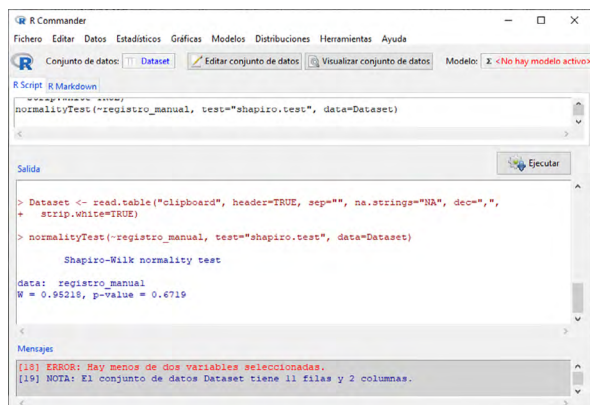 R Commander
Fichero Editar Datos Estadísticos Gráficas Modelos Distribuciones Herramientas Ayuda
Conjunto de datos: Dataset Editar conjunto de datos Visualizar conjunto de datos Modelo: Σ <No hay modelo activo>
R Script R Markdown
strip.white=TRUE)
normalityTest(~registro_manual, test="shapiro.test", data=Dataset)
Ejecutar
Salida
> Dataset <- read.table("clipboard", header=TRUE, sep="", na.strings="NA", dec=",",
+ strip.white=TRUE)
> normalityTest(~registro_manual, test="shapiro.test", data=Dataset)
Shapiro-Wilk normality test
data: registro_manual
W = 0.95218, p-value = 0.6719
Mensajes
[18] ERROR: Hay menos de dos variables seleccionadas.
[19] NOTA: El conjunto de datos Dataset tiene 11 filas y 2 columnas.